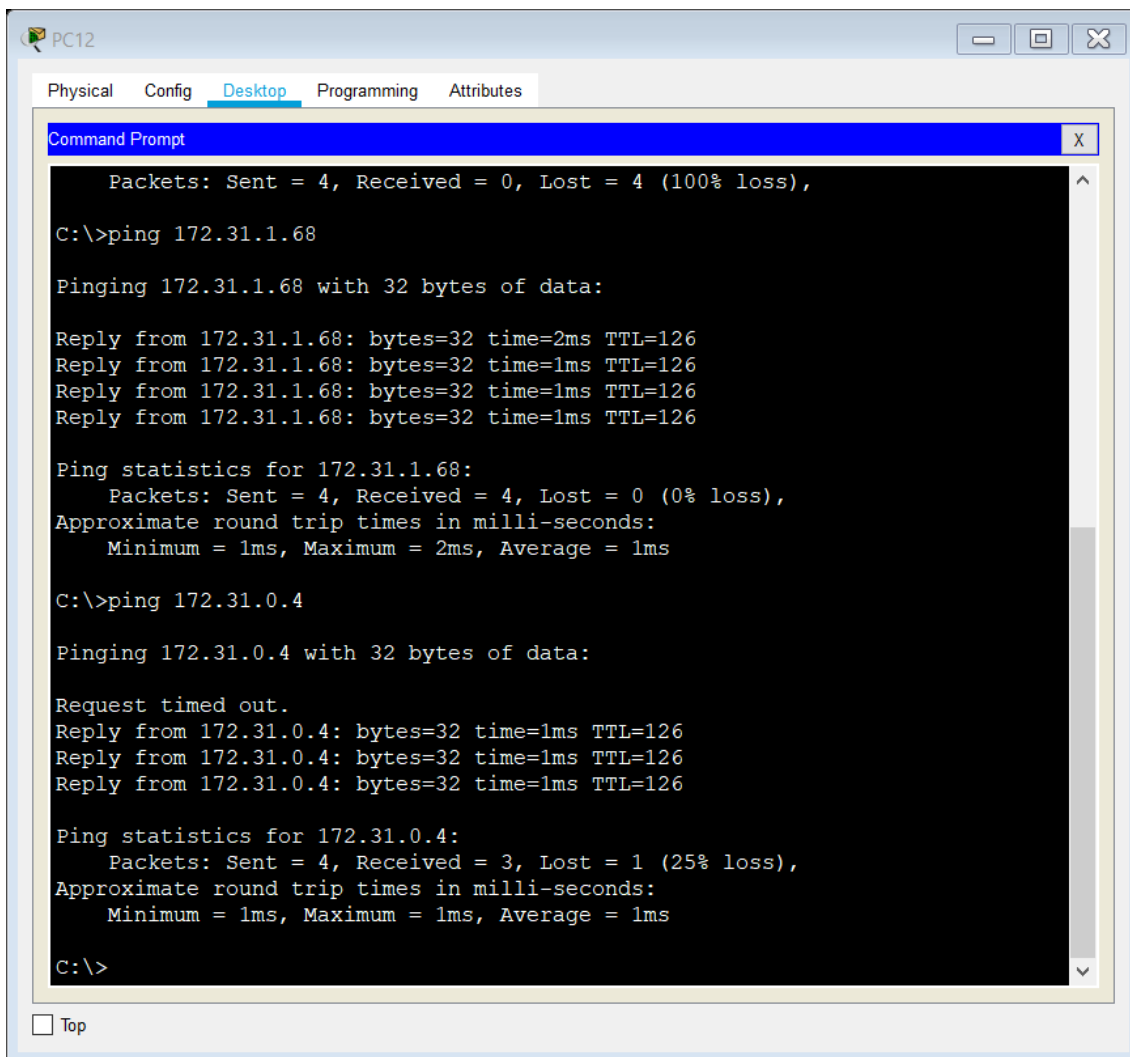 PC12
Physical Config Desktop Programming Attributes
Command Prompt X
Packets: Sent = 4, Received = 0, Lost = 4 (100% loss),
C:\>ping 172.31.1.68
Pinging 172.31.1.68 with 32 bytes of data:
Reply from 172.31.1.68: bytes=32 time=2ms TTL=126
Reply from 172.31.1.68: bytes=32 time=1ms TTL=126
Reply from 172.31.1.68: bytes=32 time=1ms TTL=126
Reply from 172.31.1.68: bytes=32 time=1ms TTL=126
Ping statistics for 172.31.1.68:
Packets: Sent = 4, Received = 4, Lost = 0 (0% loss),
Approximate round trip times in milli-seconds:
Minimum = 1ms, Maximum = 2ms, Average = 1ms
C:\>ping 172.31.0.4
Pinging 172.31.0.4 with 32 bytes of data:
Request timed out.
Reply from 172.31.0.4: bytes=32 time=1ms TTL=126
Reply from 172.31.0.4: bytes=32 time=1ms TTL=126
Reply from 172.31.0.4: bytes=32 time=1ms TTL=126
Ping statistics for 172.31.0.4:
Packets: Sent = 4, Received = 3, Lost = 1 (25% loss),
Approximate round trip times in milli-seconds:
Minimum = 1ms, Maximum = 1ms, Average = 1ms
C:\>
Top